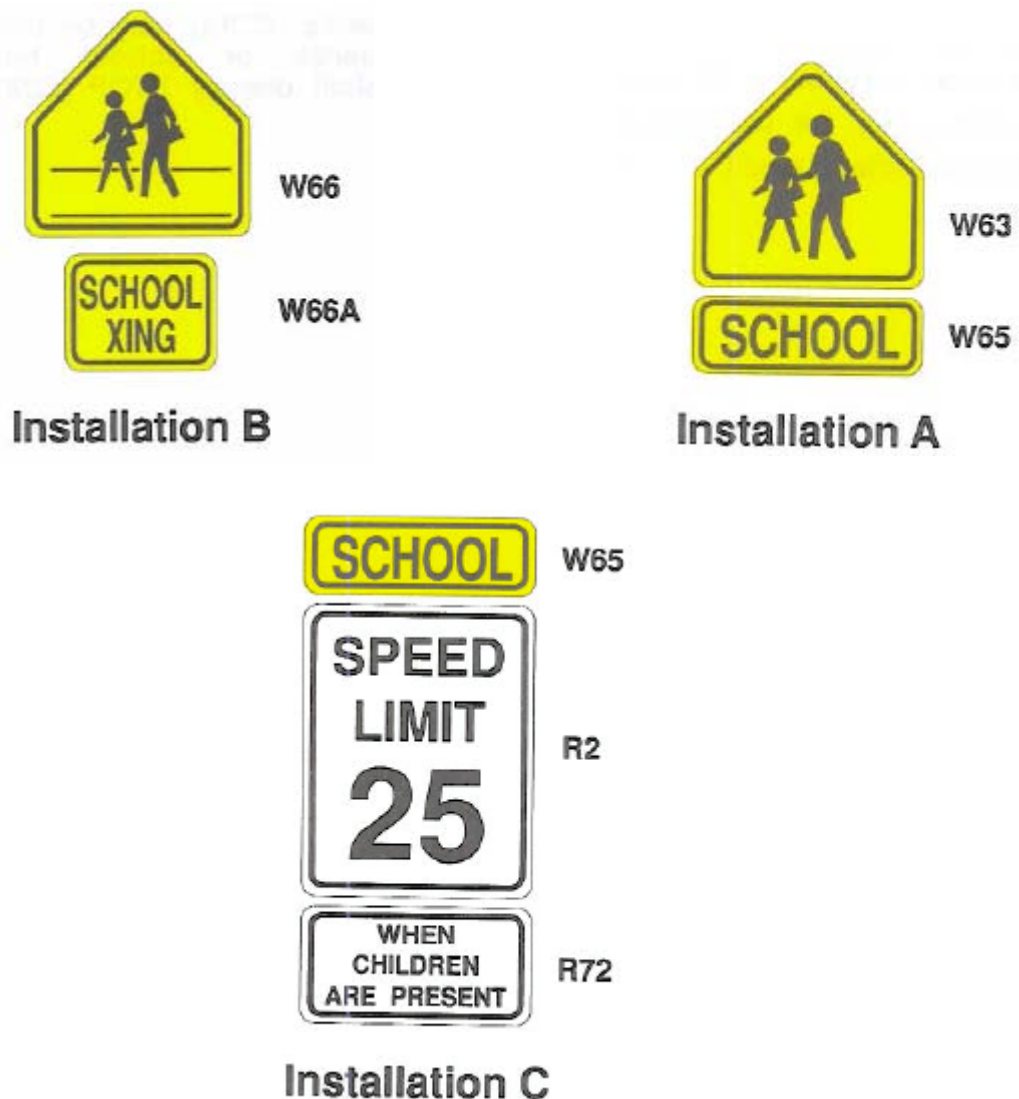 W66
SCHOOL
XING
W66A
Installation B
W63
SCHOOL
W65
Installation A
SCHOOL
W65
SPEED
LIMIT
25
R2
WHEN
CHILDREN
ARE PRESENT
R72
Installation C